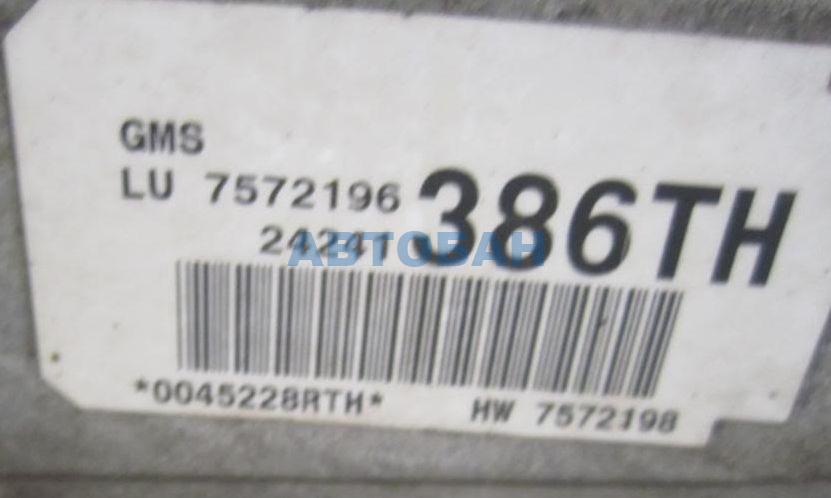 GMS
LU 7572196
386TH
АВТОБАН
*0045228RTH*
HW 7572198